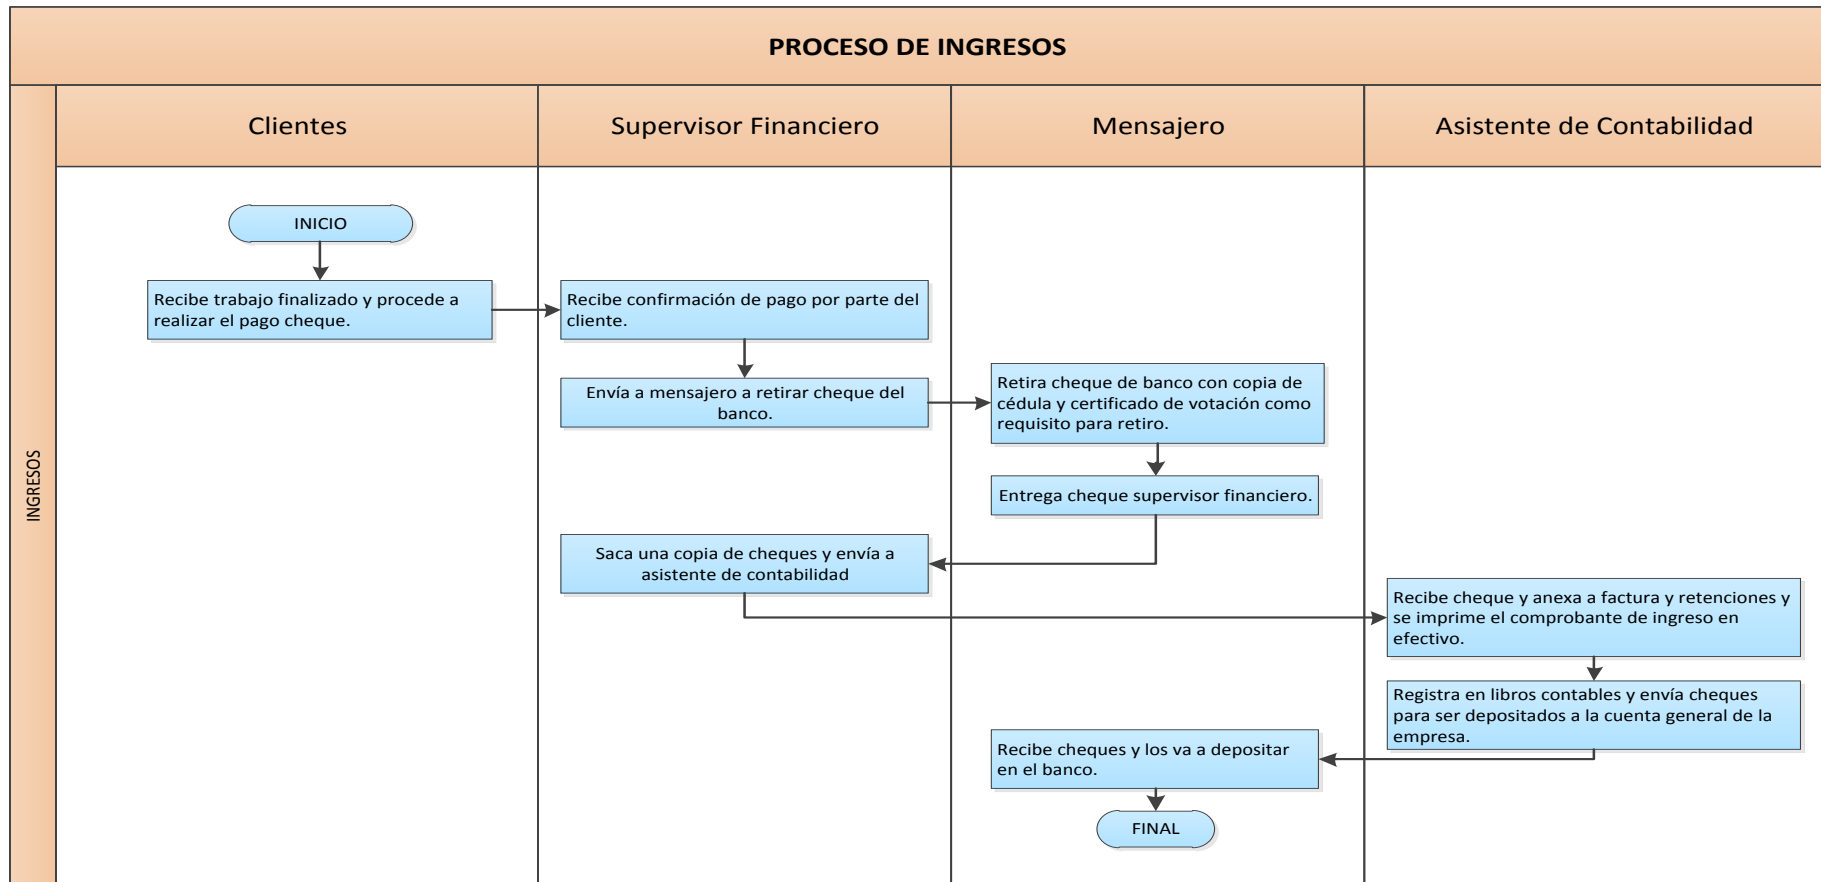 PROCESO DE INGRESOS
Clientes
Supervisor Financiero
Mensajero
Asistente de Contabilidad
INGRESOS
INICIO
Recibe trabajo finalizado y procede a
realizar el pago cheque.
Recibe confirmación de pago por parte del
cliente.
Envía a mensajero a retirar cheque del
banco.
Retira cheque de banco con copia de
cédula y certificado de votación como
requisito para retiro.
Entrega cheque supervisor financiero.
Saca una copia de cheques y envía a
asistente de contabilidad
Recibe cheque y anexa a factura y retenciones y
se imprime el comprobante de ingreso en
efectivo.
Registra en libros contables y envía cheques
para ser depositados a la cuenta general de la
empresa.
Recibe cheques y los va a depositar
en el banco.
FINAL